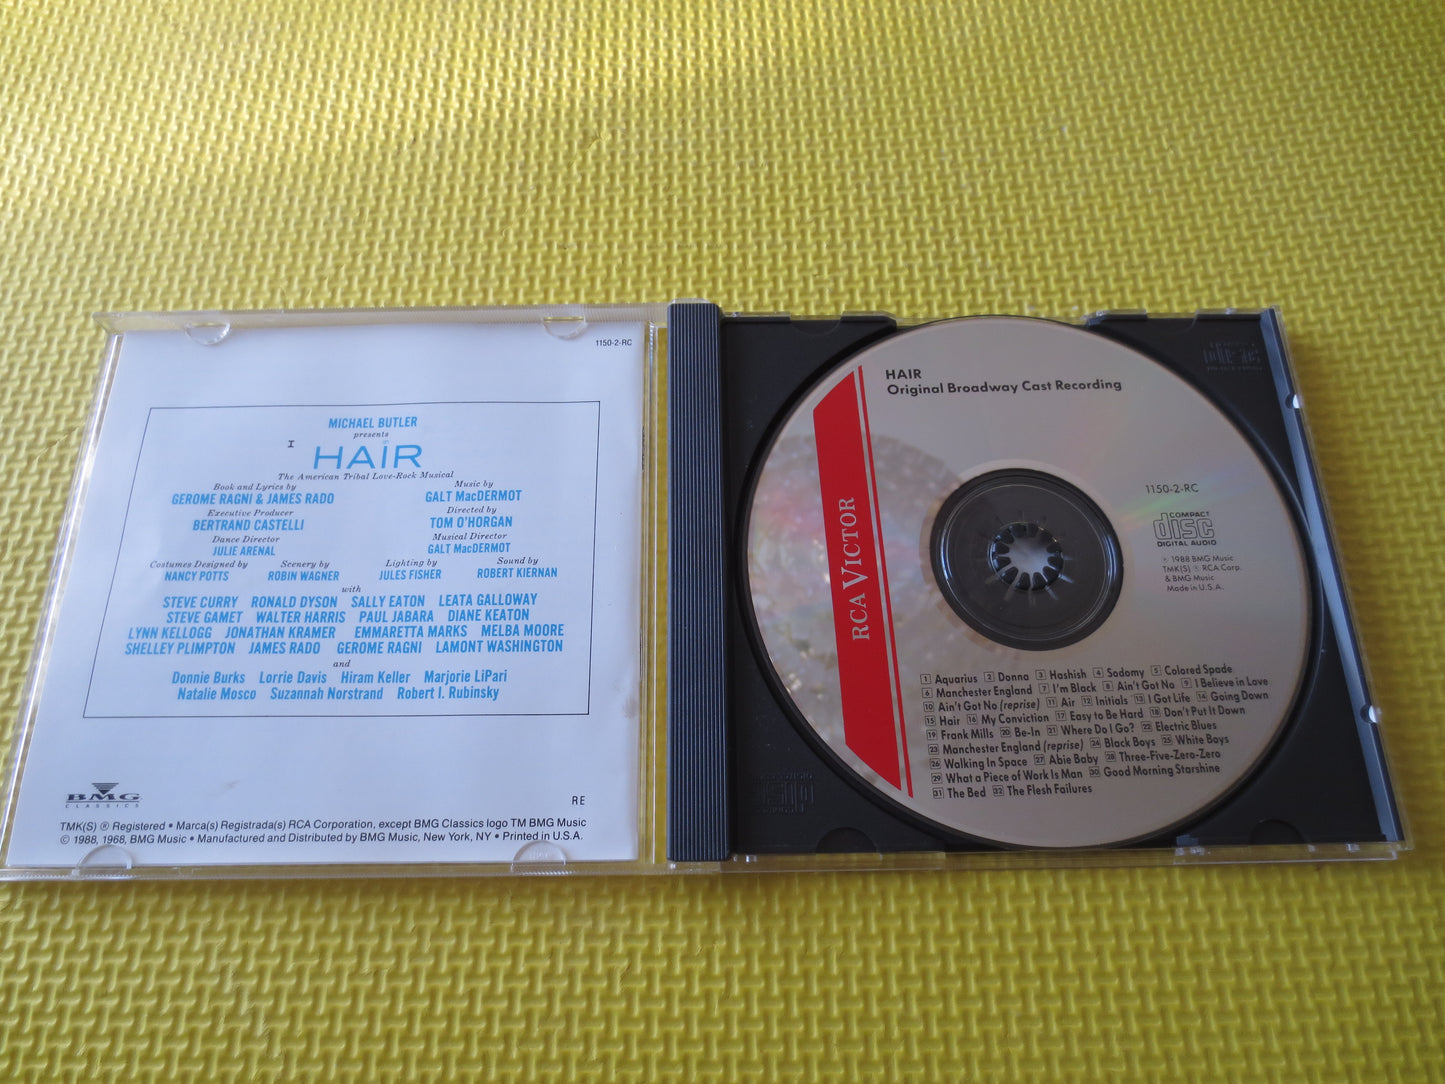 1150-2-RC
MICHAEL BUTLER
presents
HAIR
The American Tribal Love-Rock Musical
Book and Lyrics by Music by
GEROME RAGNI & JAMES RADO GALT MacDERMOT
Executive Producer Directed by
BERTRAND CASTELLI TOM O'HORGAN
Dance Director Musical Director
JULIE ARENAL GALT MacDERMOT
Costumes Designed by Scenery by Lighting by Sound by
NANCY POTTS ROBIN WAGNER JULES FISHER ROBERT KIERNAN
with
STEVE CURRY RONALD DYSON SALLY EATON LEATA GALLOWAY
STEVE GAMET WALTER HARRIS PAUL JABARA DIANE KEATON
LYNN KELLOGG JONATHAN KRAMER EMMARETTA MARKS MELBA MOORE
SHELLEY PLIMPTON JAMES RADO GEROME RAGNI LAMONT WASHINGTON
and
Donnie Burks Lorrie Davis Hiram Keller Marjorie LiPari
Natalie Mosco Suzannah Norstrand Robert I. Rubinsky
BMG
CLASSICS
RE
TMK(S) ® Registered • Marca(s) Registrada(s) RCA Corporation, except BMG Classics logo TM BMG Music
© 1988, 1968, BMG Music • Manufactured and Distributed by BMG Music, New York, NY • Printed in U.S.A.
HAIR
Original Broadway Cast Recording
RCA VICTOR
1150-2-RC
COMPACT
disc
DIGITAL AUDIO
℗ 1988 BMG Music
TMK(S) ® RCA Corp.
& BMG Music
Made in U.S.A.
1 Aquarius 2 Donna 3 Hashish 4 Sodomy 5 Colored Spade
6 Manchester England 7 I'm Black 8 Ain't Got No 9 I Believe in Love
10 Ain't Got No (reprise) 11 Air 12 Initials 13 I Got Life 14 Going Down
15 Hair 16 My Conviction 17 Easy to Be Hard 18 Don't Put It Down
19 Frank Mills 20 Be-In 21 Where Do I Go? 22 Electric Blues
23 Manchester England (reprise) 24 Black Boys 25 White Boys
26 Walking In Space 27 Abie Baby 28 Three-Five-Zero-Zero
29 What a Piece of Work Is Man 30 Good Morning Starshine
31 The Bed 32 The Flesh Failures